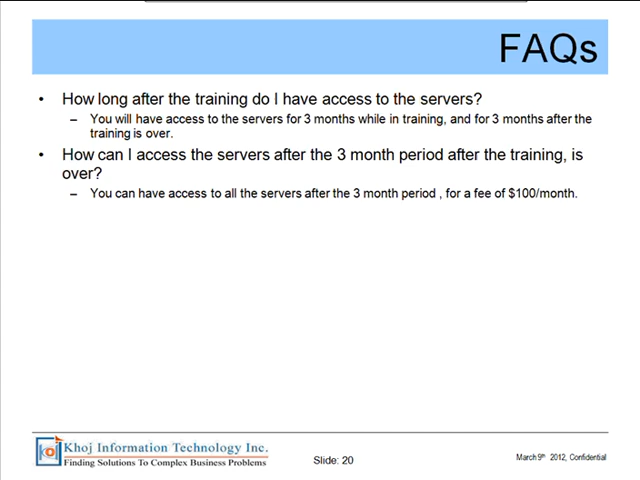 FAQs
• How long after the training do I have access to the servers?
– You will have access to the servers for 3 months while in training, and for 3 months after the
training is over.
• How can I access the servers after the 3 month period after the training, is
over?
– You can have access to all the servers after the 3 month period , for a fee of $100/month.
Khoj Information Technology Inc.
Finding Solutions To Complex Business Problems
Slide: 20
March 9th 2012, Confidential